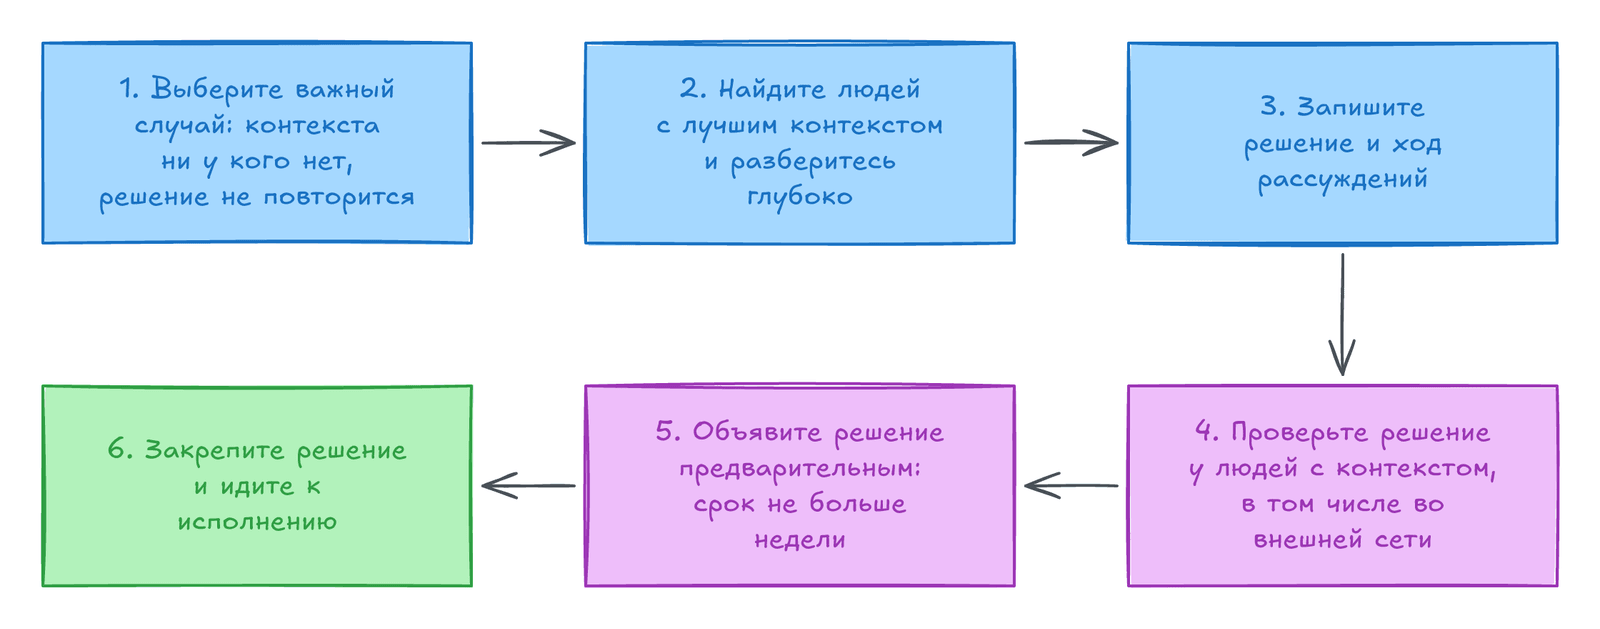 1. Выберите важный
случай: контекста
ни у кого нет,
решение не повторится
2. Найдите людей
с лучшим контекстом
и разберитесь
глубоко
3. Запишите
решение и ход
рассуждений
4. Проверьте решение
у людей с контекстом,
в том числе во
внешней сети
5. Объявите решение
предварительным:
срок не больше
недели
6. Закрепите решение
и идите к
исполнению